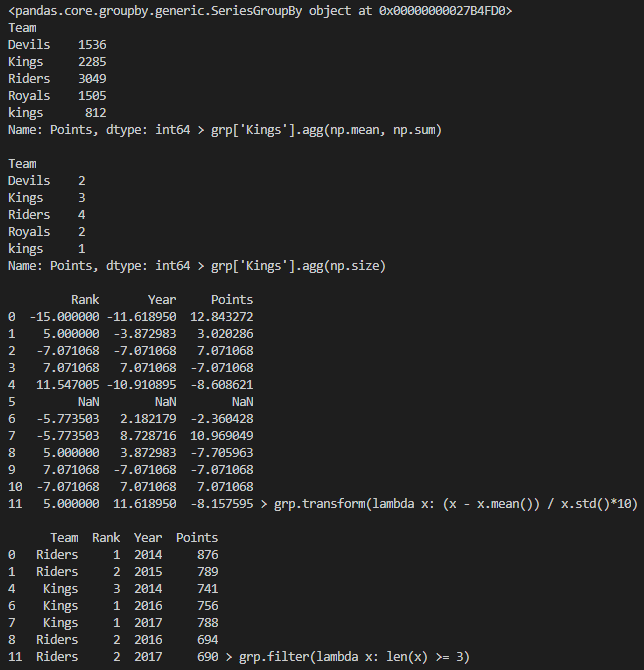 <pandas.core.groupby.generic.SeriesGroupBy object at 0x00000000027B4FD0>
Team
Devils    1536
Kings     2285
Riders    3049
Royals    1505
kings      812
Name: Points, dtype: int64 > grp['Kings'].agg(np.mean, np.sum)

Team
Devils    2
Kings     3
Riders    4
Royals    2
kings     1
Name: Points, dtype: int64 > grp['Kings'].agg(np.size)

         Rank       Year     Points
0  -15.000000 -11.618950  12.843272
1    5.000000  -3.872983   3.020286
2   -7.071068  -7.071068   7.071068
3    7.071068   7.071068  -7.071068
4   11.547005 -10.910895  -8.608621
5         NaN        NaN        NaN
6   -5.773503   2.182179  -2.360428
7   -5.773503   8.728716  10.969049
8    5.000000   3.872983  -7.705963
9    7.071068  -7.071068  -7.071068
10  -7.071068   7.071068   7.071068
11   5.000000  11.618950  -8.157595 > grp.transform(lambda x: (x - x.mean()) / x.std()*10)

      Team  Rank  Year  Points
0   Riders     1  2014     876
1   Riders     2  2015     789
4    Kings     3  2014     741
6    Kings     1  2016     756
7    Kings     1  2017     788
8   Riders     2  2016     694
11  Riders     2  2017     690 > grp.filter(lambda x: len(x) >= 3)